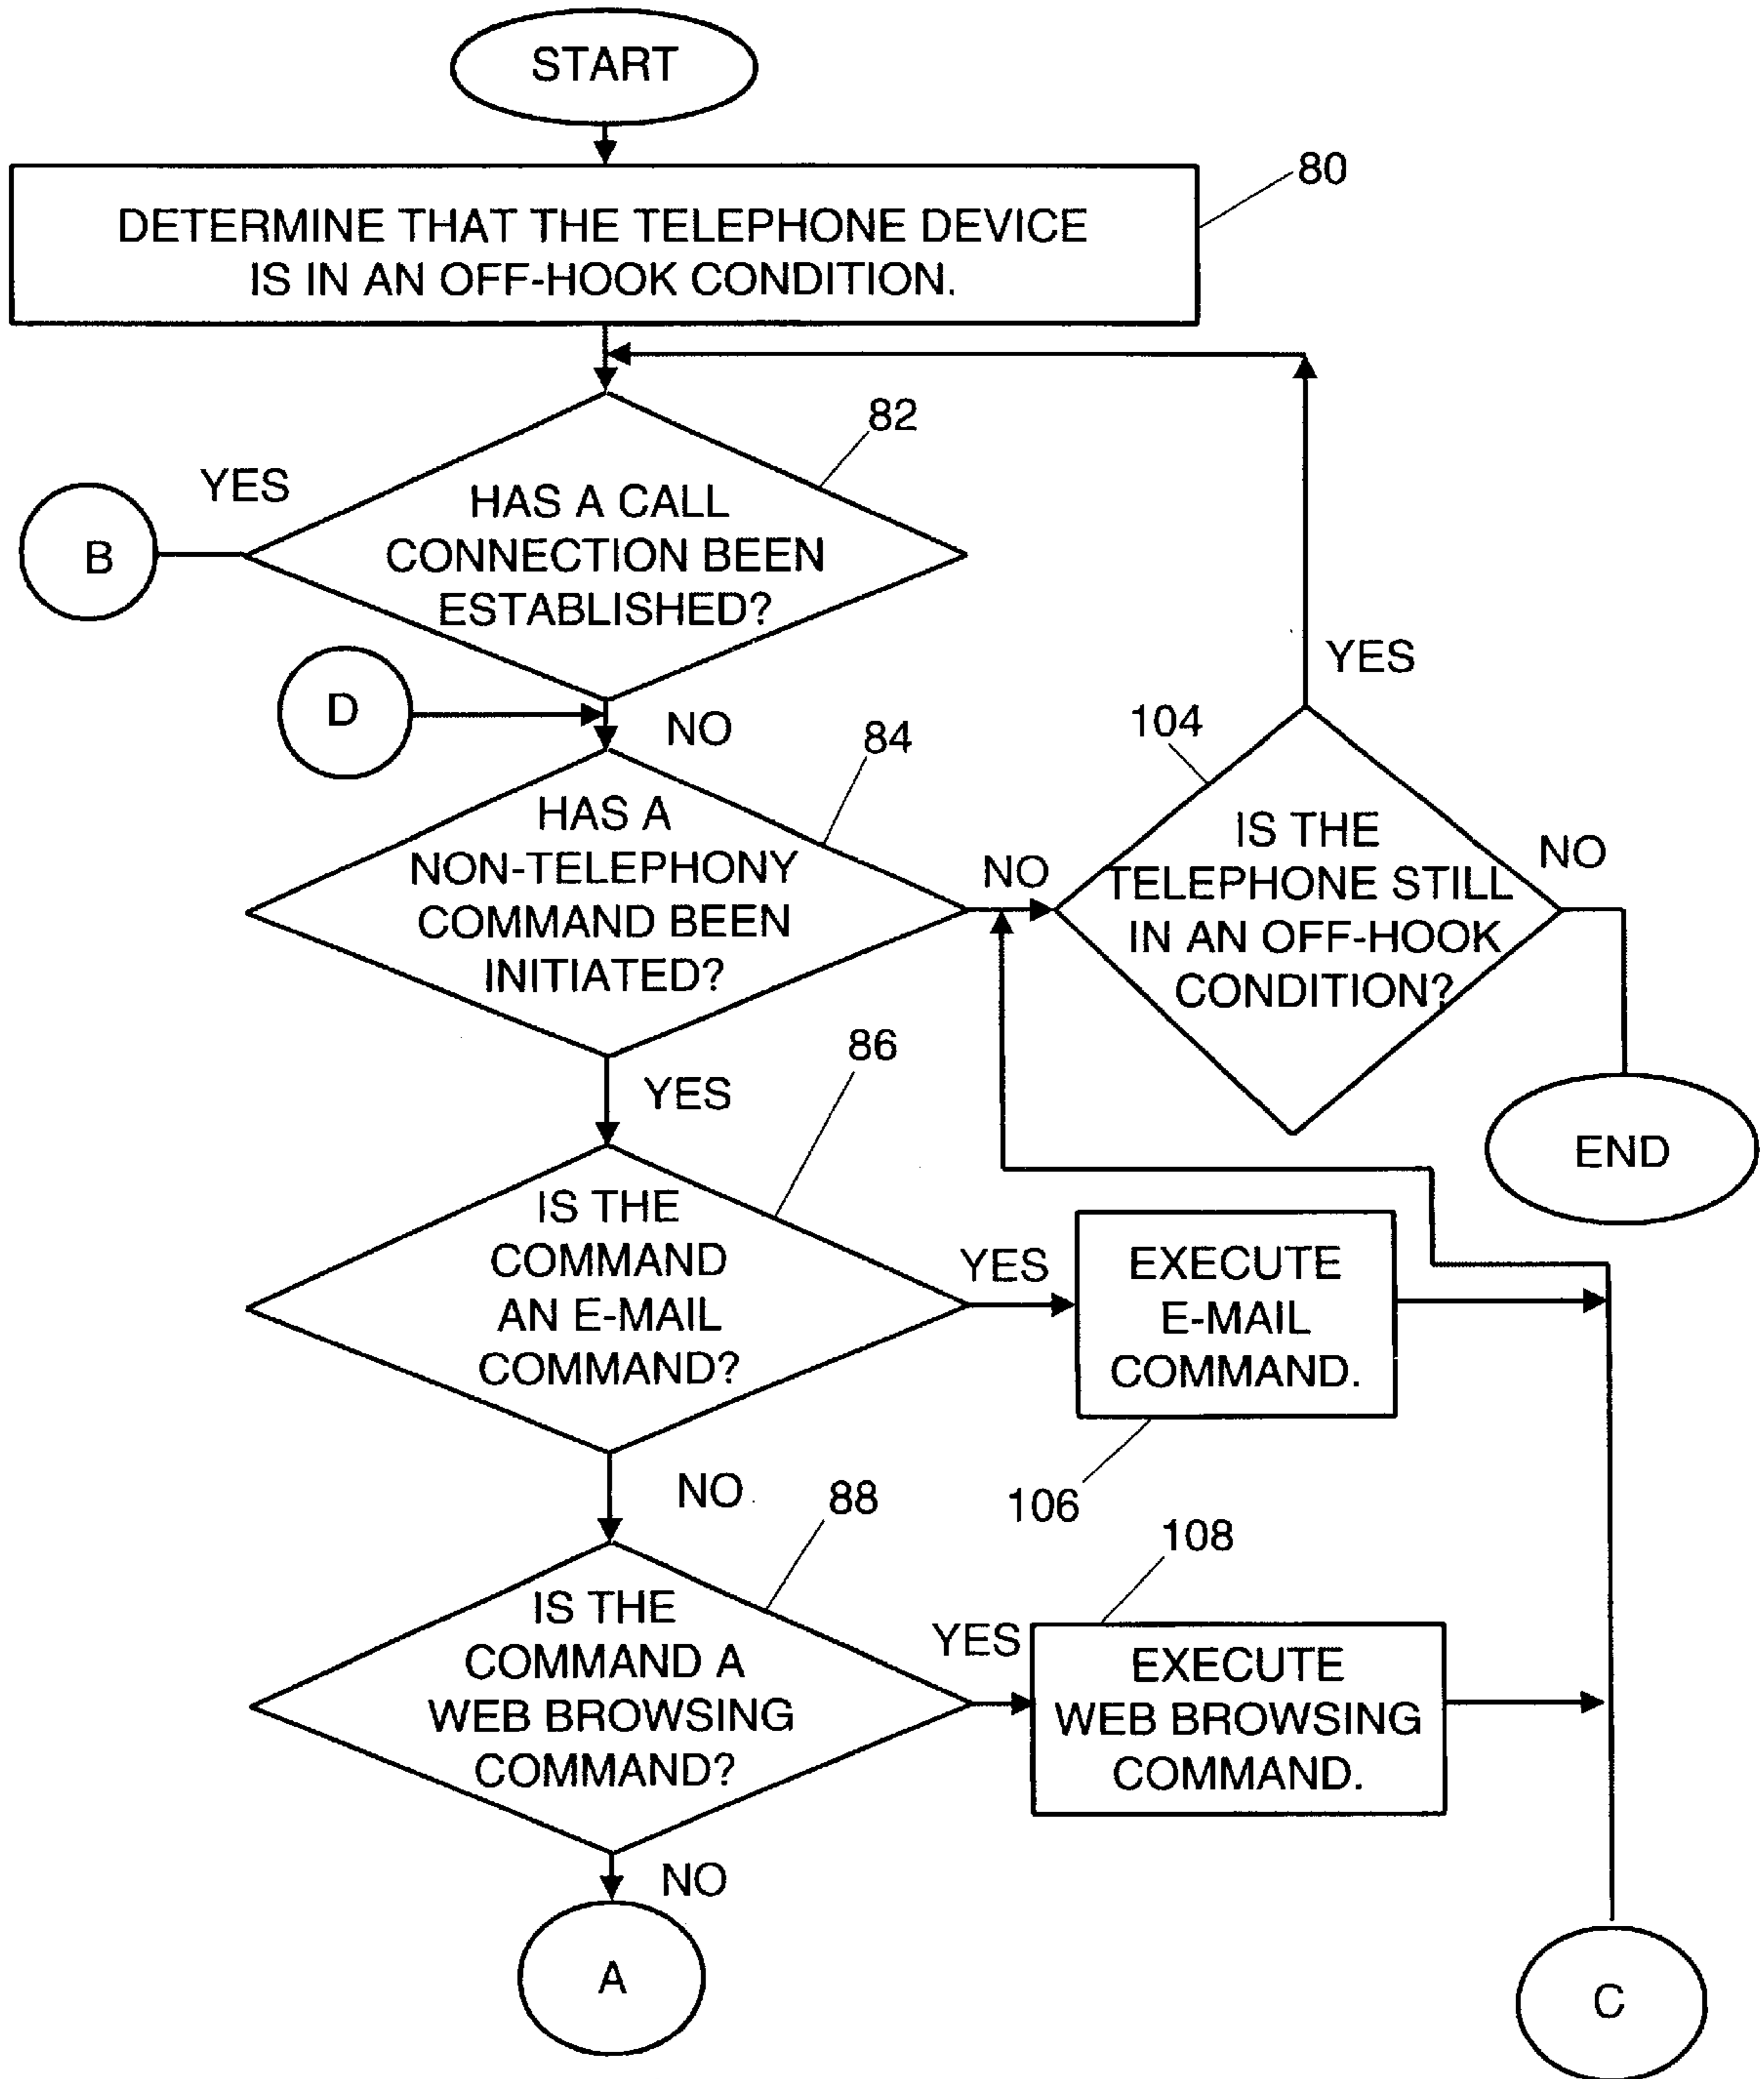 START
80
DETERMINE THAT THE TELEPHONE DEVICE
IS IN AN OFF-HOOK CONDITION.
82
YES
HAS A CALL
CONNECTION BEEN
ESTABLISHED?
B
YES
D
NO
104
84
HAS A
NON-TELEPHONY
COMMAND BEEN
INITIATED?
NO
IS THE
TELEPHONE STILL
IN AN OFF-HOOK
CONDITION?
NO
86
YES
END
IS THE
COMMAND
AN E-MAIL
COMMAND?
YES
EXECUTE
E-MAIL
COMMAND.
106
NO
88
108
IS THE
COMMAND A
WEB BROWSING
COMMAND?
YES
EXECUTE
WEB BROWSING
COMMAND.
NO
A
C